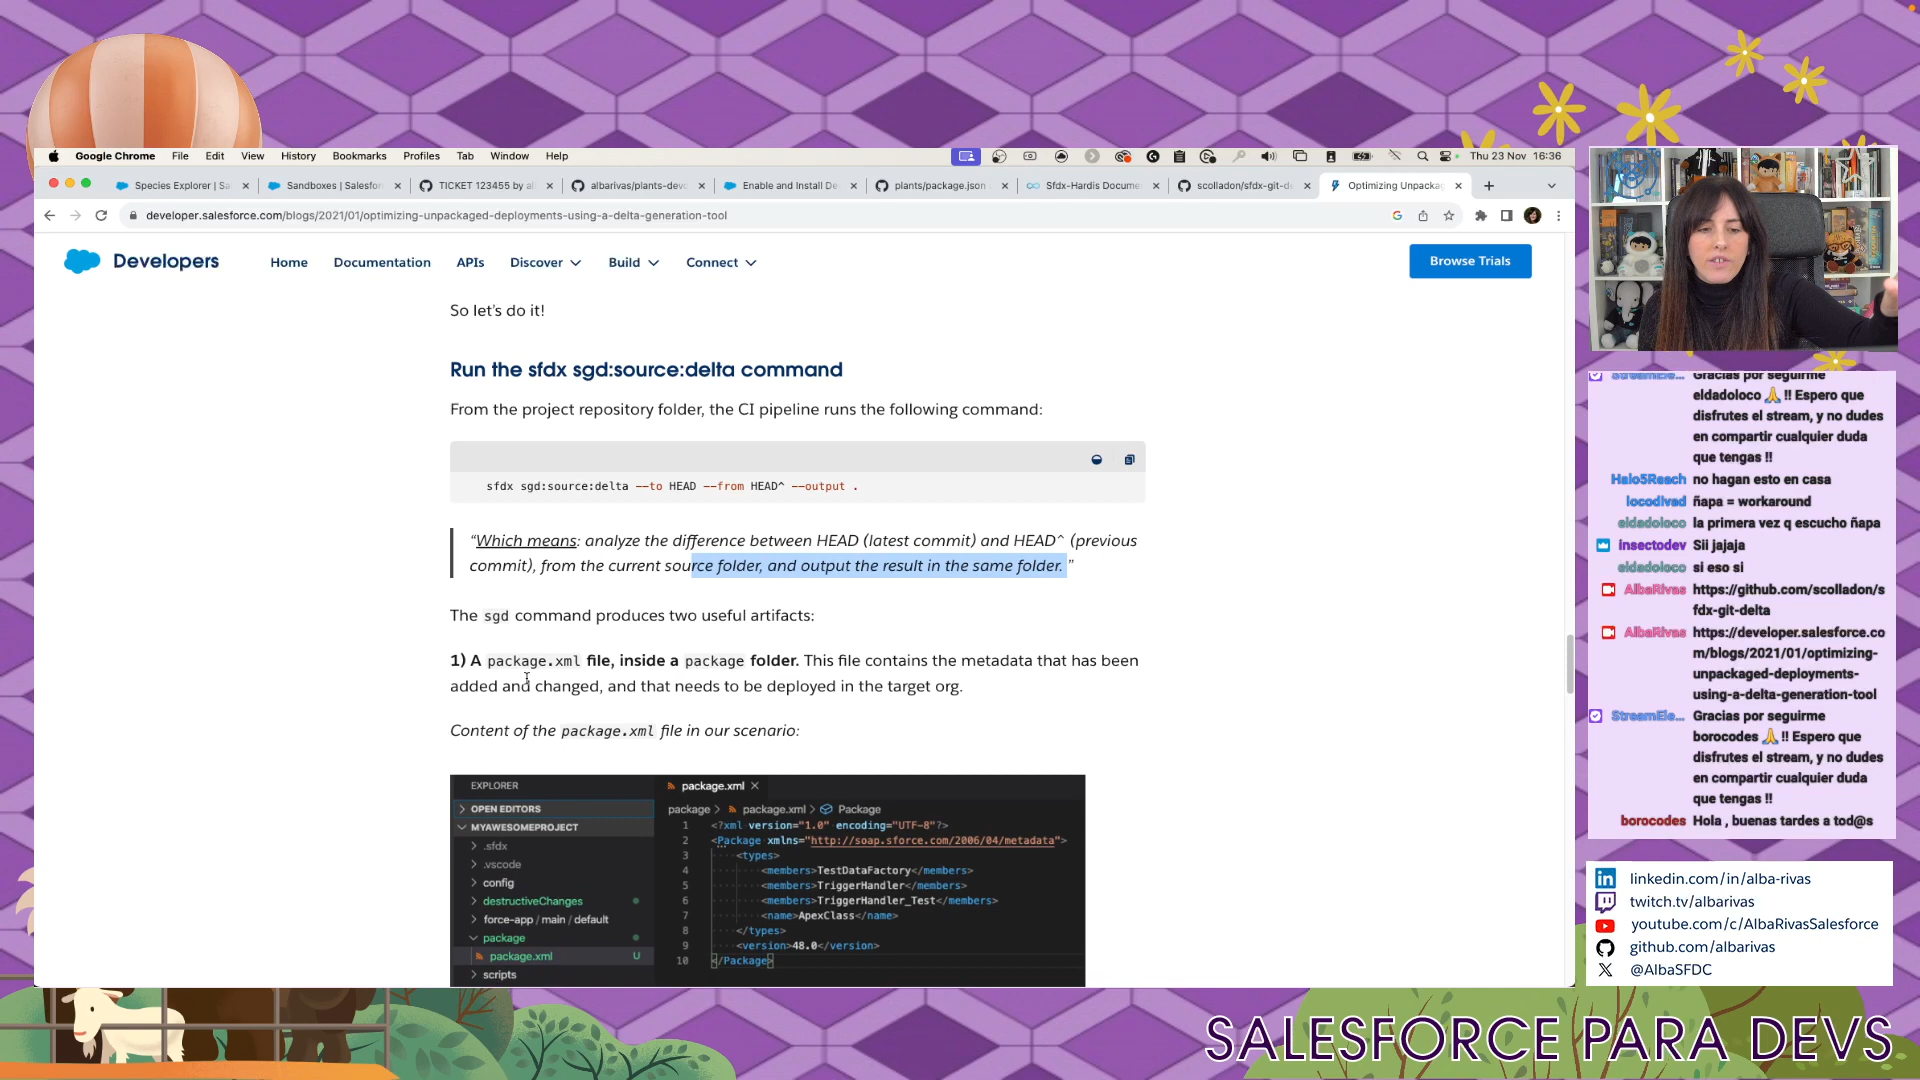 Google Chrome File Edit View History Bookmarks Profiles Tab Window Help
Thu 23 Nov 16:36
Species Explorer | Sa
Sandboxes | Salesfor
TICKET 123455 by al
albarivas/plants-devo
Enable and Install De
plants/package.json
Sfdx-Hardis Docume
scolladon/sfdx-git-d
Optimizing Unpackag
developer.salesforce.com/blogs/2021/01/optimizing-unpackaged-deployments-using-a-delta-generation-tool
Developers
Home Documentation APIs Discover Build Connect
Browse Trials
So let's do it!
Run the sfdx sgd:source:delta command
From the project repository folder, the CI pipeline runs the following command:
sfdx sgd:source:delta --to HEAD --from HEAD^ --output .
“Which means: analyze the difference between HEAD (latest commit) and HEAD^ (previous
commit), from the current source folder, and output the result in the same folder. ”
The sgd command produces two useful artifacts:
1) A package.xml file, inside a package folder. This file contains the metadata that has been
added and changed, and that needs to be deployed in the target org.
Content of the package.xml file in our scenario:
EXPLORER
OPEN EDITORS
MYAWESOMEPROJECT
.sfdx
.vscode
config
destructiveChanges
force-app / main / default
package
package.xml U
scripts
package.xml
package > package.xml > Package
1 <?xml version="1.0" encoding="UTF-8"?>
2 <Package xmlns="http://soap.sforce.com/2006/04/metadata">
3 <types>
4 <members>TestDataFactory</members>
5 <members>TriggerHandler</members>
6 <members>TriggerHandler_Test</members>
7 <name>ApexClass</name>
8 </types>
9 <version>48.0</version>
10 </Package>
StreamEle... Gracias por seguirme
eldadoloco 🙏 !! Espero que
disfrutes el stream, y no dudes
en compartir cualquier duda
que tengas !!
Halo5Reach no hagan esto en casa
locodived ñapa = workaround
eldadoloco la primera vez q escucho ñapa
insectodev Sii jajaja
eldadoloco si eso si
AlbaRivas https://github.com/scolladon/s
fdx-git-delta
AlbaRivas https://developer.salesforce.co
m/blogs/2021/01/optimizing-
unpackaged-deployments-
using-a-delta-generation-tool
StreamEle... Gracias por seguirme
borocodes 🙏 !! Espero que
disfrutes el stream, y no dudes
en compartir cualquier duda
que tengas !!
borocodes Hola , buenas tardes a tod@s
linkedin.com/in/alba-rivas
twitch.tv/albarivas
youtube.com/c/AlbaRivasSalesforce
github.com/albarivas
@AlbaSFDC
SALESFORCE PARA DEVS